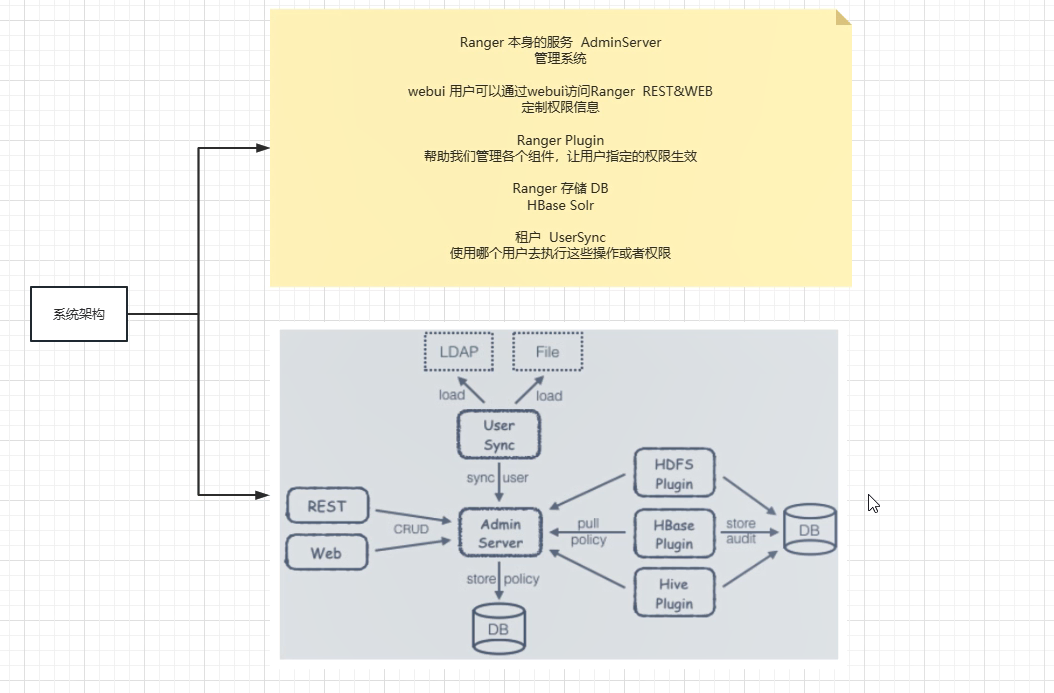 Ranger 本身的服务 AdminServer
管理系统
webui 用户可以通过webui访问Ranger REST&WEB
定制权限信息
Ranger Plugin
帮助我们管理各个组件，让用户指定的权限生效
Ranger 存储 DB
HBase Solr
租户 UserSync
使用哪个用户去执行这些操作或者权限
系统架构
LDAP
File
load
load
User
Sync
sync user
REST
Web
CRUD
Admin
Server
pull
policy
HDFS
Plugin
HBase
Plugin
Hive
Plugin
store
audit
DB
store policy
DB